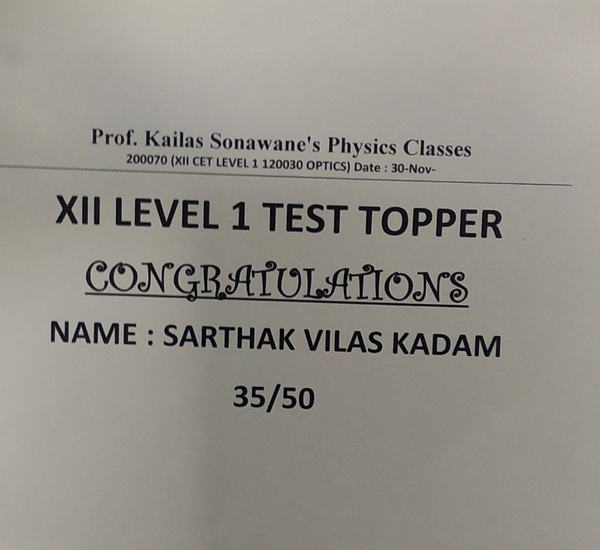 Prof. Kailas Sonawane's Physics Classes
200070 (XII CET LEVEL 1 120030 OPTICS) Date : 30-Nov-
XII LEVEL 1 TEST TOPPER
CONGRATULATIONS
NAME : SARTHAK VILAS KADAM
35/50